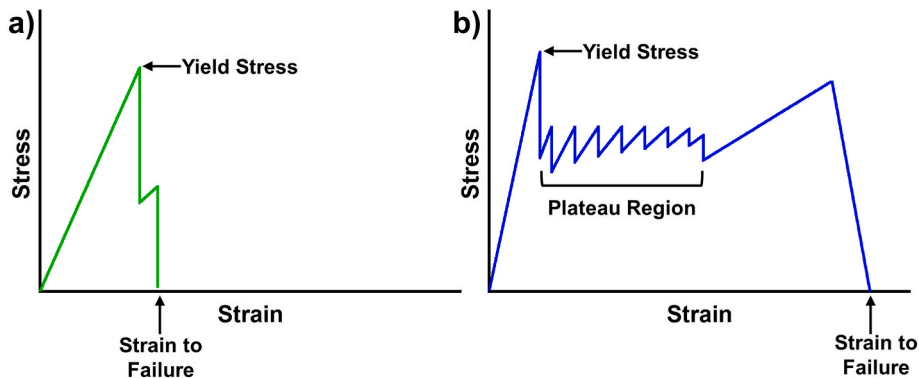 a)
Yield Stress
Stress
Strain
Strain to
Failure
b)
Yield Stress
Stress
Plateau Region
Strain
Strain to
Failure